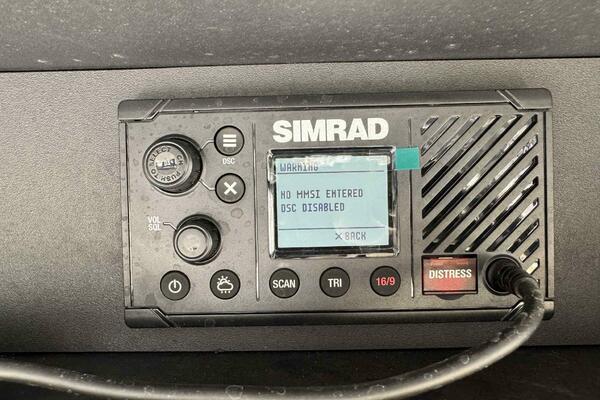 SIMRAD
DSC
VOL
SQL
WARNING
NO MMSI ENTERED
DSC DISABLED
BACK
SCAN
TRI
16/9
DISTRESS